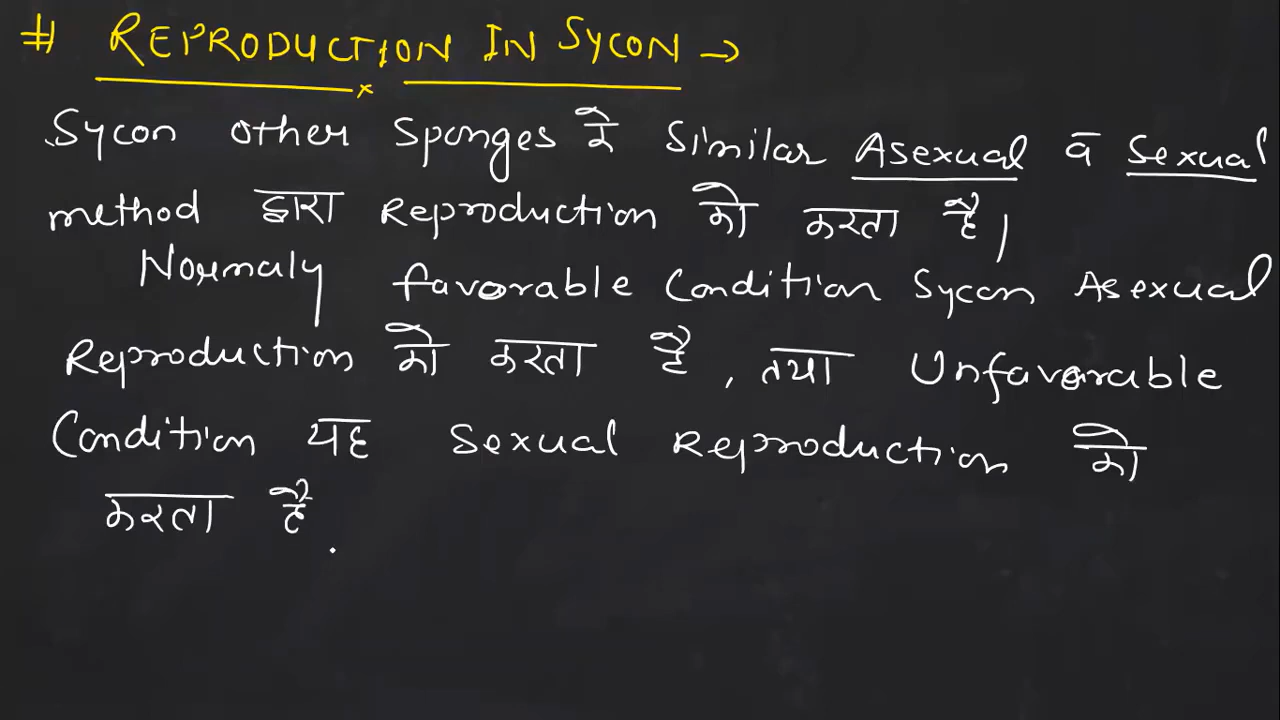 # REPRODUCTION IN SYCON →
Sycon other Sponges के Similar Asexual व Sexual
method द्वारा Reproduction को करता है।
Normaly favorable Condition Sycon Asexual
Reproduction को करता है, तथा Unfavorable
Condition यह Sexual Reproduction को
करता है.